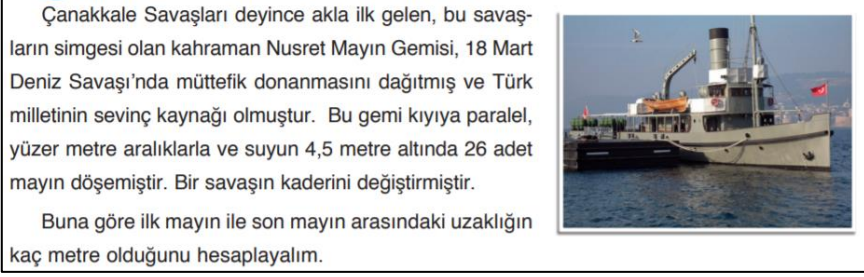 Çanakkale Savaşları deyince akla ilk gelen, bu savaş-
ların simgesi olan kahraman Nusret Mayın Gemisi, 18 Mart
Deniz Savaşı’nda müttefik donanmasını dağıtmış ve Türk
milletinin sevinç kaynağı olmuştur. Bu gemi kıyıya paralel,
yüzer metre aralıklarla ve suyun 4,5 metre altında 26 adet
mayın döşemiştir. Bir savaşın kaderini değiştirmiştir.
Buna göre ilk mayın ile son mayın arasındaki uzaklığın
kaç metre olduğunu hesaplayalım.